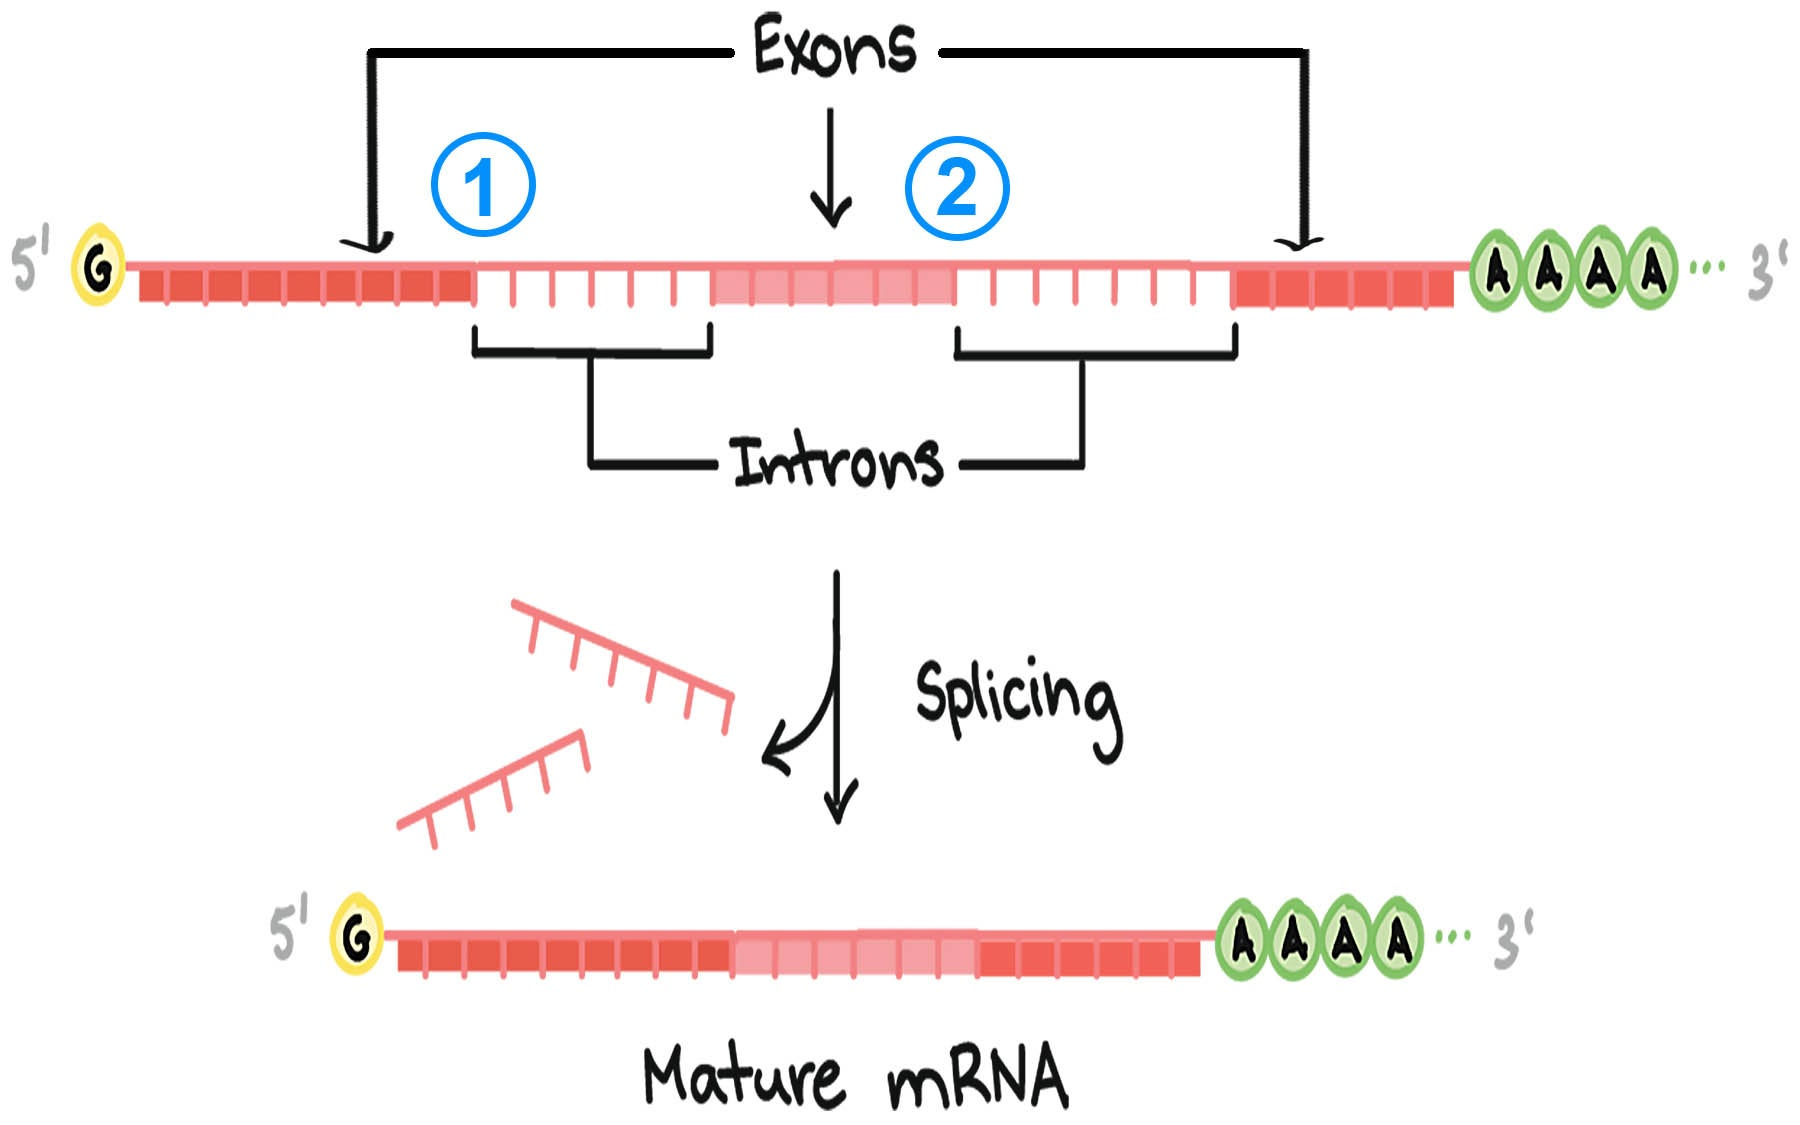 Exons
1 2
5' G A A A A ... 3'
Introns
Splicing
5' G A A A A ... 3'
Mature mRNA